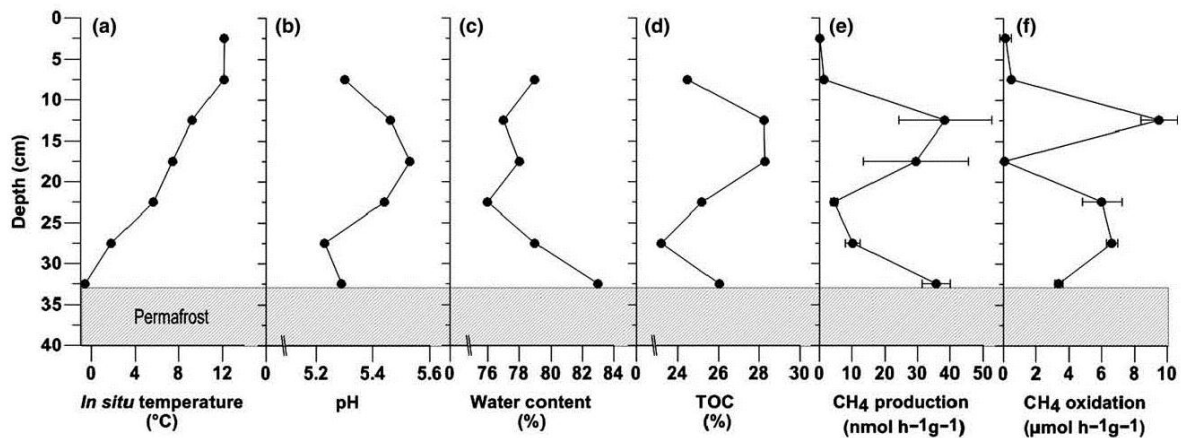 (a) (b) (c) (d) (e) (f)
0
5
10
15
20
25
30
35
40
Depth (cm)
Permafrost
0 4 8 12 0 5.2 5.4 5.6 0 76 78 80 82 84 0 24 26 28 30 0 10 20 30 40 50 0 2 4 6 8 10
In situ temperature pH Water content TOC CH4 production CH4 oxidation
(°C) (%) (%) (nmol h–1g–1) (μmol h–1g–1)